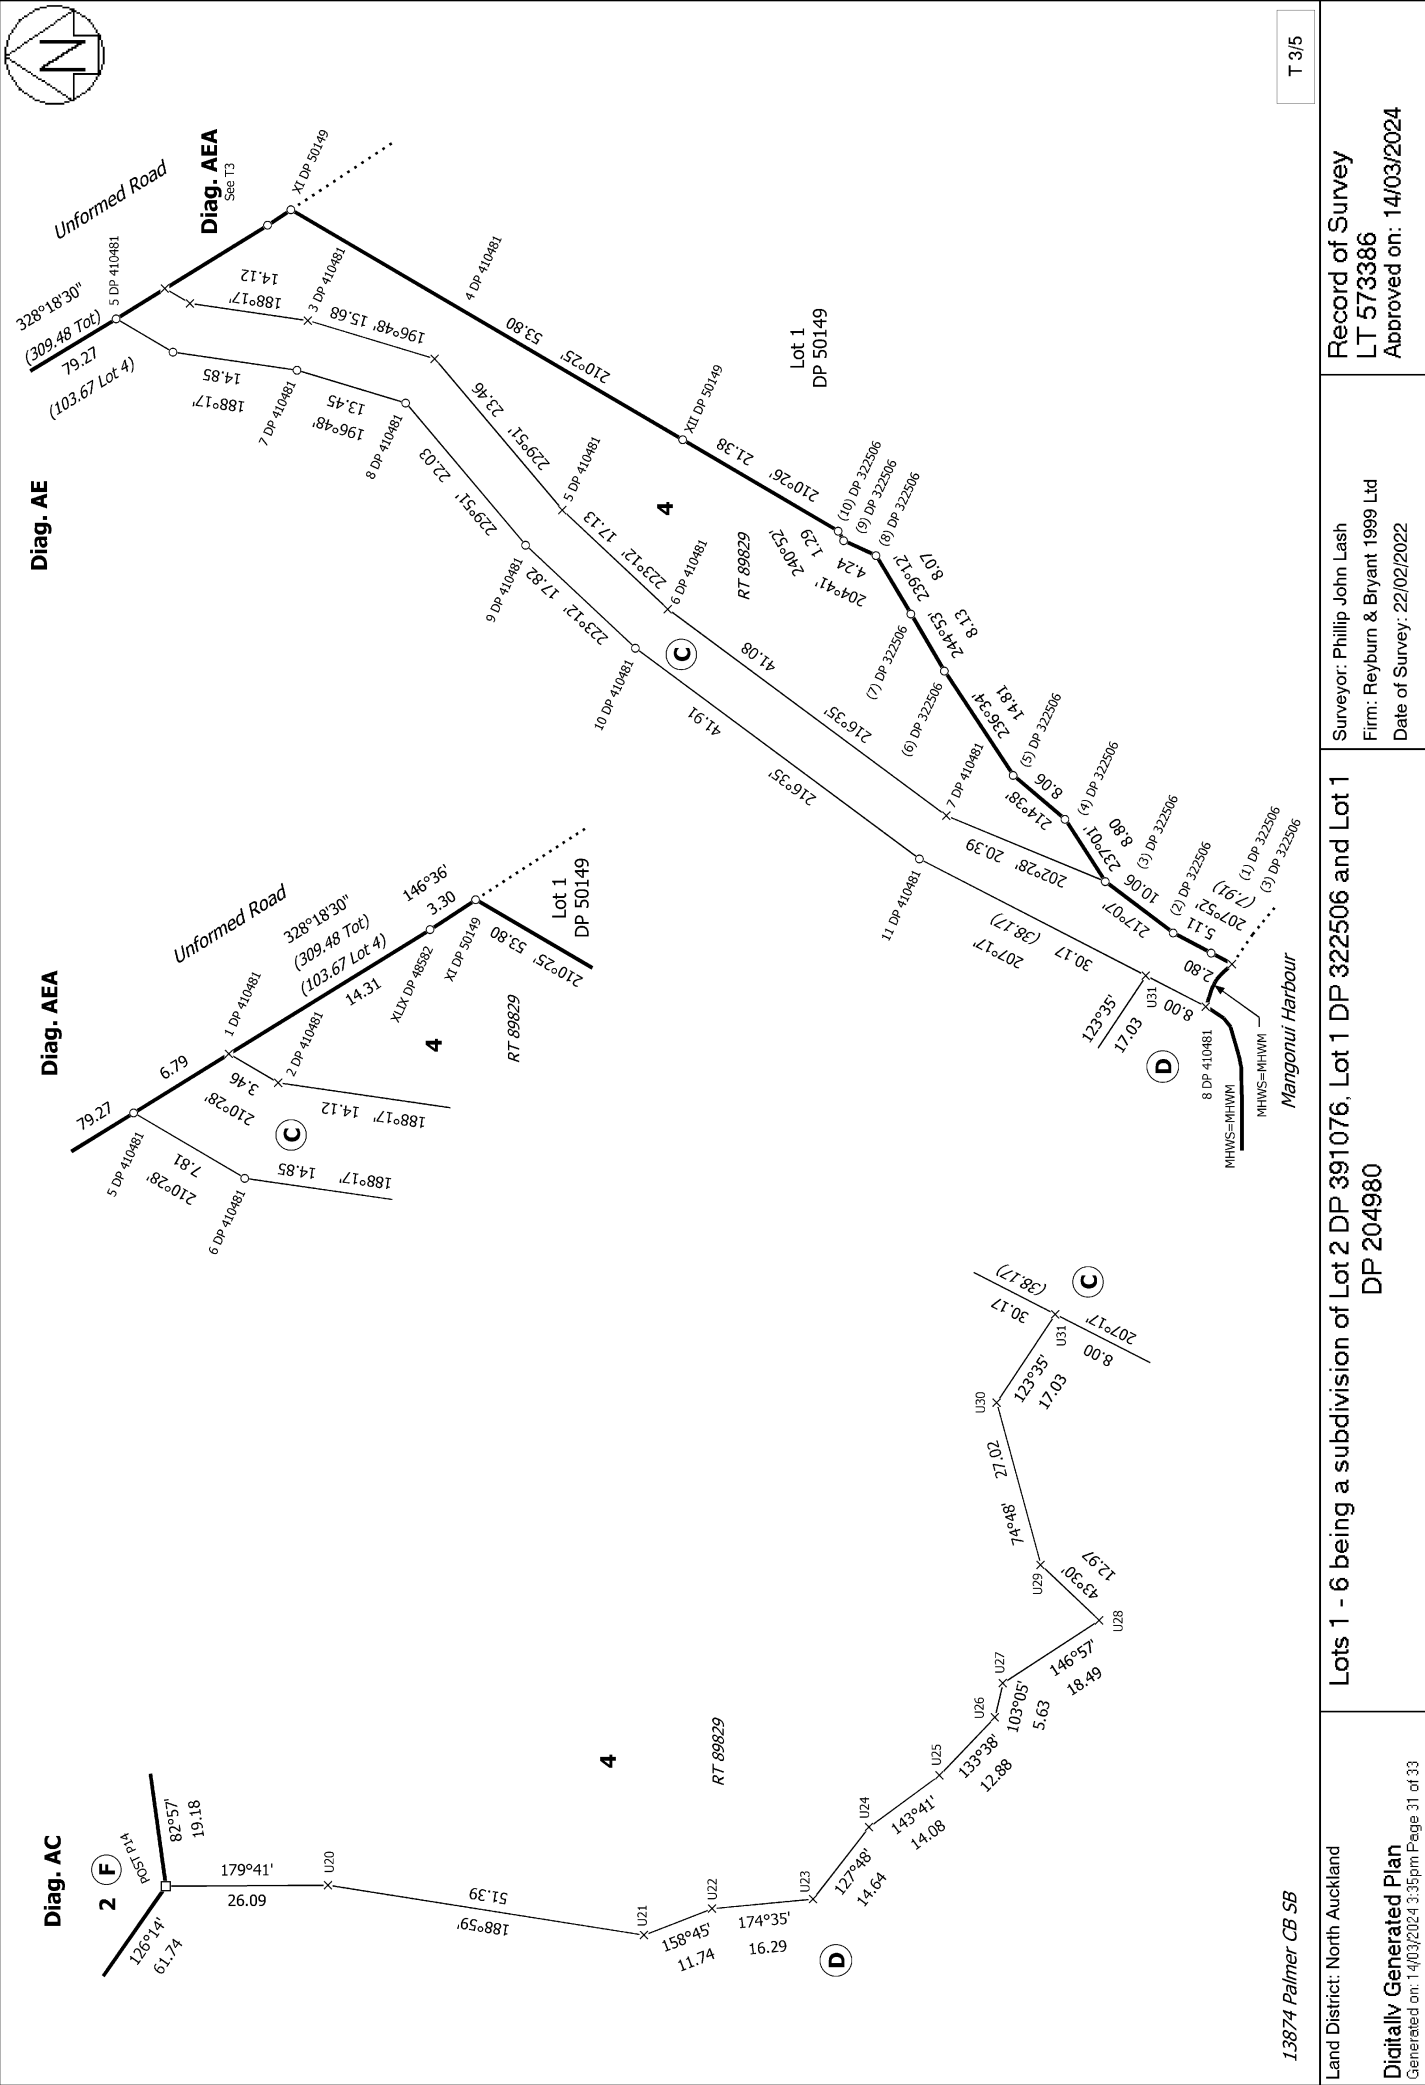 N
Diag. AC
2
F
POST P14
126°14'
61.74
82°57'
19.18
179°41'
26.09
U20
188°59'
51.39
U21
158°45'
11.74
U22
174°35'
16.29
U23
D
127°48'
14.64
U24
143°41'
14.08
U25
133°38'
12.88
U26
103°05'
5.63
U27
146°57'
18.49
U28
43°30'
12.97
U29
74°48'
27.02
U30
123°35'
17.03
U31
30.17
(38.17)
207°17'
8.00
C
4
RT 89829
Diag. AEA
Unformed Road
79.27
6.79
328°18'30"
(309.48 Tot)
(103.67 Lot 4)
14.31
146°36'
3.30
5 DP 410481
1 DP 410481
2 DP 410481
6 DP 410481
XLIX DP 48582
XI DP 50149
210°28'
7.81
210°28'
3.46
188°17'
14.85
188°17'
14.12
C
4
RT 89829
53.80
210°25'
Lot 1
DP 50149
Diag. AE
Unformed Road
Diag. AEA
See T3
328°18'30"
(309.48 Tot)
79.27
(103.67 Lot 4)
5 DP 410481
XI DP 50149
188°17'
14.85
188°17'
14.12
3 DP 410481
7 DP 410481
196°48'
13.45
196°48' 15.68
8 DP 410481
4 DP 410481
229°51'
22.03
229°51'
23.46
9 DP 410481
5 DP 410481
223°12'
17.82
223°12'
17.13
10 DP 410481
6 DP 410481
C
4
RT 89829
210°25'
53.80
XII DP 50149
Lot 1
DP 50149
210°26'
21.38
(10) DP 322506
(9) DP 322506
(8) DP 322506
240°52'
1.29
204°41'
4.24
239°12'
8.07
(7) DP 322506
244°53'
8.13
(6) DP 322506
236°34'
14.81
(5) DP 322506
214°38'
8.06
(4) DP 322506
237°01'
8.80
(3) DP 322506
217°07'
10.06
(2) DP 322506
5.11
207°52'
(7.91)
(1) DP 322506
(3) DP 322506
2.80
216°35'
41.91
216°35'
41.08
7 DP 410481
11 DP 410481
202°28'
20.39
207°17'
(38.17)
30.17
123°35'
17.03
U31
8.00
D
8 DP 410481
MHWS=MHWM
MHWS=MHWM
Mangonui Harbour
13874 Palmer CB SB
T 3/5
Land District: North Auckland
Digitally Generated Plan
Generated on: 14/03/2024 3:35pm Page 31 of 33
Lots 1 - 6 being a subdivision of Lot 2 DP 391076, Lot 1 DP 322506 and Lot 1
DP 204980
Surveyor: Phillip John Lash
Firm: Reyburn & Bryant 1999 Ltd
Date of Survey: 22/02/2022
Record of Survey
LT 573386
Approved on: 14/03/2024